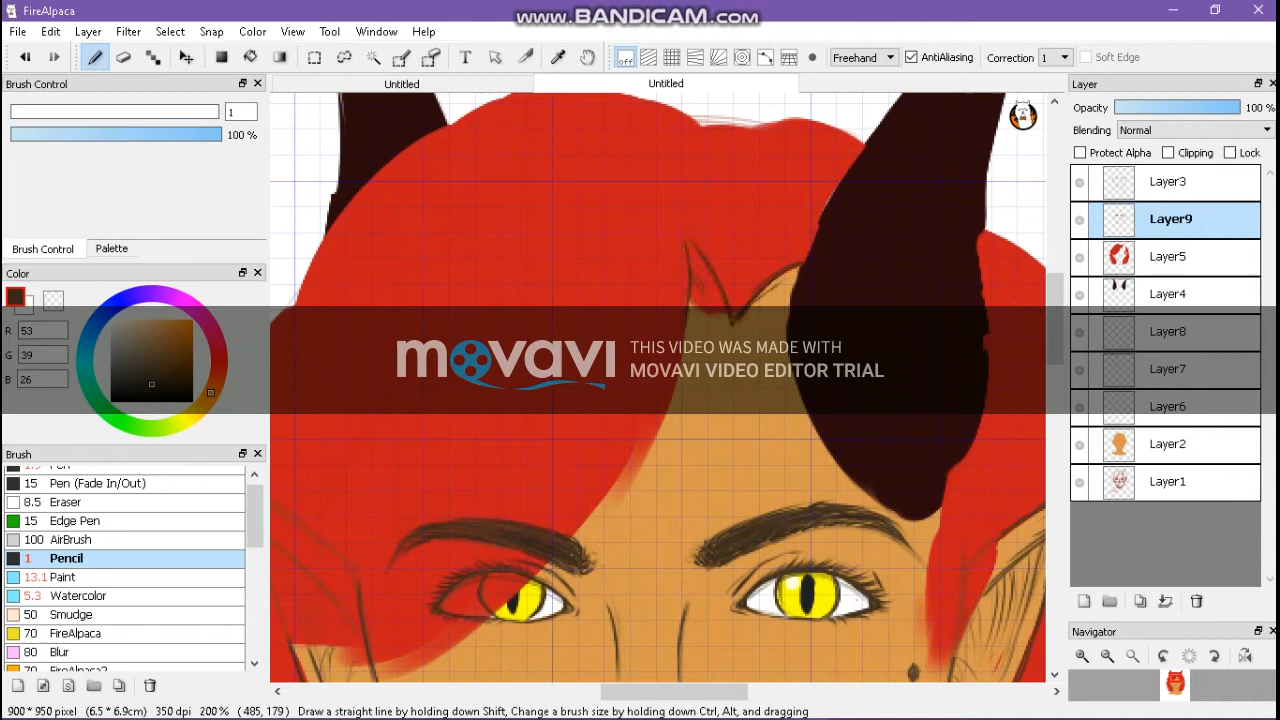 FireAlpaca
www.BANDICAM.com
File Edit Layer Filter Select Snap Color View Tool Window Help
T off Freehand AntiAliasing Correction 1 Soft Edge
Brush Control
Untitled
Untitled
Layer
1
100 %
Opacity 100 %
Blending Normal
Protect Alpha Clipping Lock
Layer3
Layer9
Layer5
Layer4
Layer8
Layer7
Layer6
Layer2
Layer1
Brush Control Palette
Color
R 53
G 39
B 26
movavi
THIS VIDEO WAS MADE WITH
MOVAVI VIDEO EDITOR TRIAL
Brush
15 Pen (Fade In/Out)
8.5 Eraser
15 Edge Pen
100 AirBrush
1 Pencil
13.1 Paint
5.3 Watercolor
50 Smudge
70 FireAlpaca
80 Blur
70 FireAlpaca2
Navigator
900 * 950 pixel (6.5 * 6.9cm) 350 dpi 200 % ( 485, 179 ) Draw a straight line by holding down Shift, Change a brush size by holding down Ctrl, Alt, and dragging